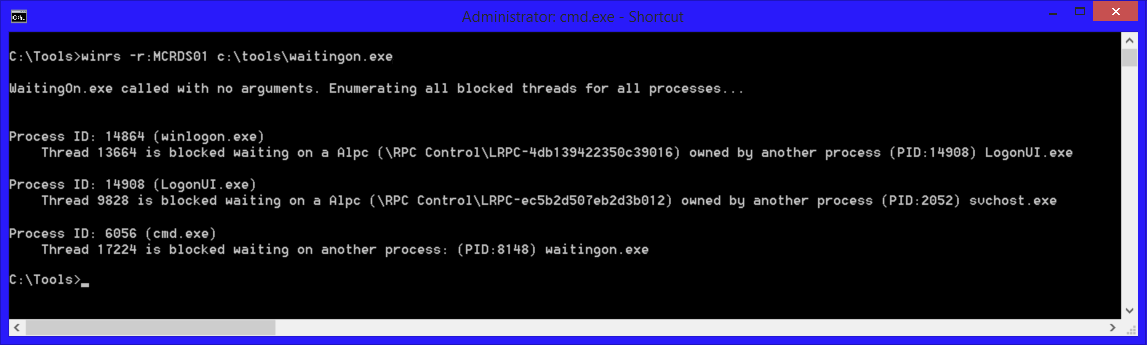 Administrator: cmd.exe - Shortcut
C:\Tools>winrs -r:MCRDS01 c:\tools\waitingon.exe
WaitingOn.exe called with no arguments. Enumerating all blocked threads for all processes...
Process ID: 14864 (winlogon.exe)
Thread 13664 is blocked waiting on a Alpc (\RPC Control\LRPC-4db139422350c39016) owned by another process (PID:14908) LogonUI.exe
Process ID: 14908 (LogonUI.exe)
Thread 9828 is blocked waiting on a Alpc (\RPC Control\LRPC-ec5b2d507eb2d3b012) owned by another process (PID:2052) svchost.exe
Process ID: 6056 (cmd.exe)
Thread 17224 is blocked waiting on another process: (PID:8148) waitingon.exe
C:\Tools>_